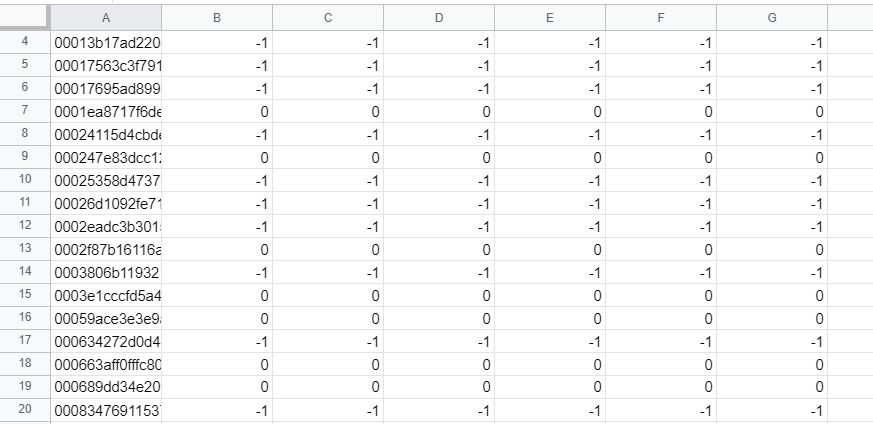 A B C D E F G
4 00013b17ad220 -1 -1 -1 -1 -1 -1
5 00017563c3f791 -1 -1 -1 -1 -1 -1
6 00017695ad899 -1 -1 -1 -1 -1 -1
7 0001ea8717f6de 0 0 0 0 0 0
8 00024115d4cbde -1 -1 -1 -1 -1 -1
9 000247e83dcc12 0 0 0 0 0 0
10 00025358d4737 -1 -1 -1 -1 -1 -1
11 00026d1092fe71 -1 -1 -1 -1 -1 -1
12 0002eadc3b301 -1 -1 -1 -1 -1 -1
13 0002f87b16116a 0 0 0 0 0 0
14 0003806b11932 -1 -1 -1 -1 -1 -1
15 0003e1cccfd5a4 0 0 0 0 0 0
16 00059ace3e3e9 0 0 0 0 0 0
17 000634272d0d4 -1 -1 -1 -1 -1 -1
18 000663aff0fffc80 0 0 0 0 0 0
19 000689dd34e20 0 0 0 0 0 0
20 0008347691153 -1 -1 -1 -1 -1 -1